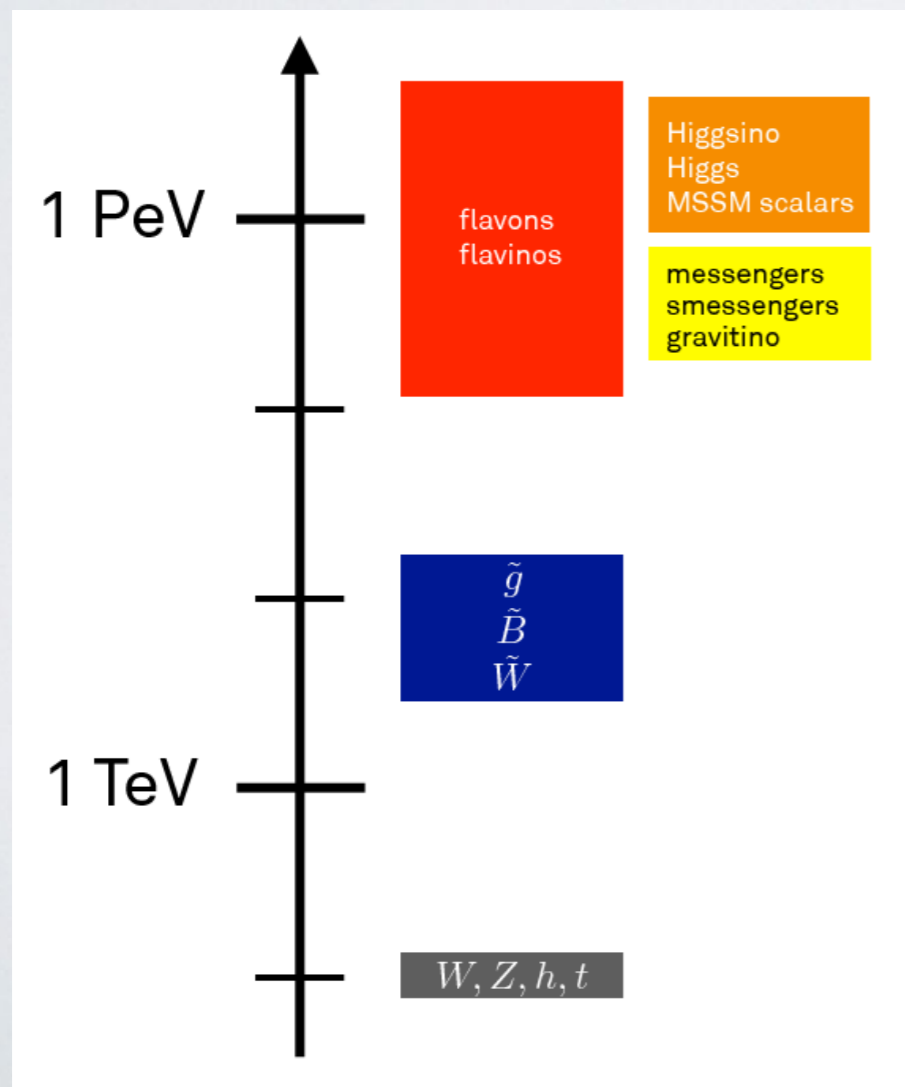 1 PeV
flavons
flavinos
Higgsino
Higgs
MSSM scalars
messengers
smessengers
gravitino
g̃
B̃
W̃
1 TeV
W, Z, h, t